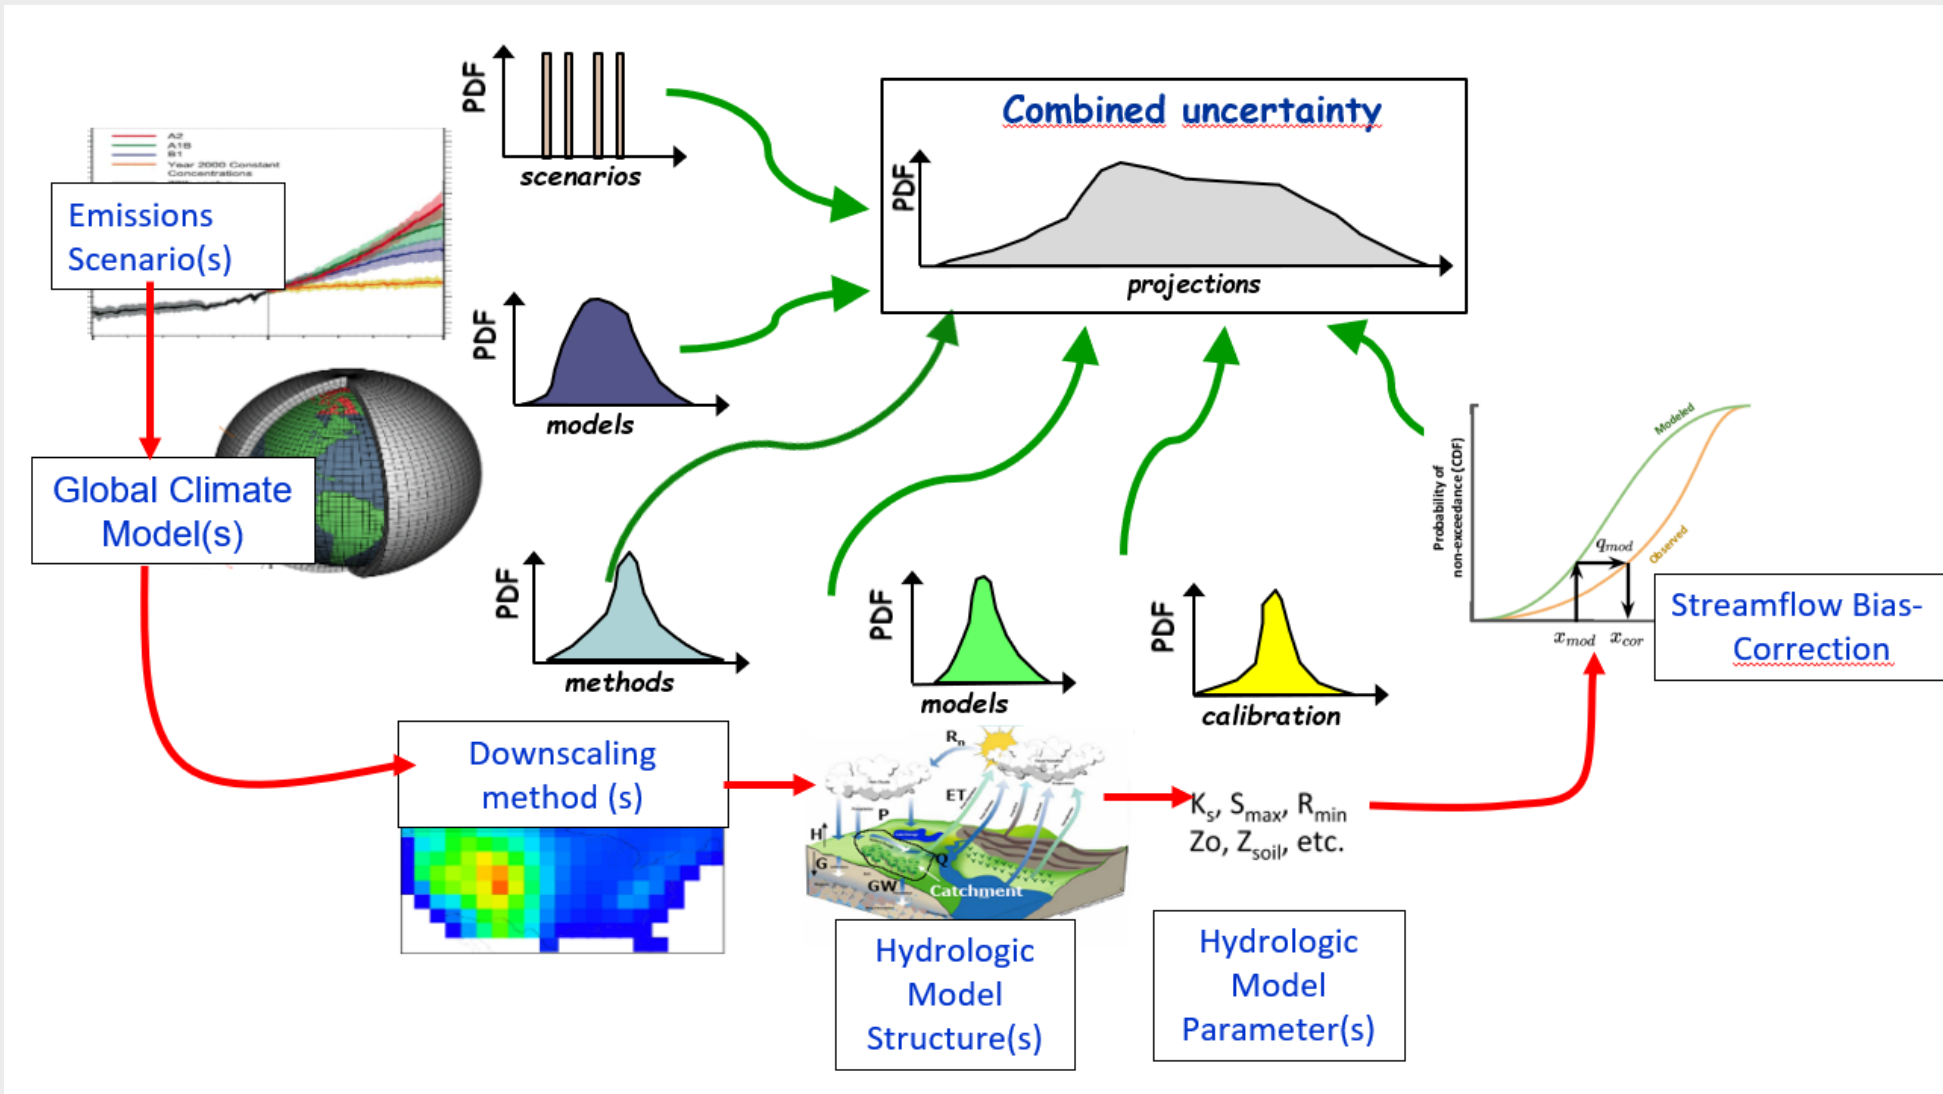 PDF
scenarios
A2
A1B
B1
Year 2000 Constant
Concentrations
Emissions
Scenario(s)
Combined uncertainty
PDF
projections
PDF
models
Global Climate
Model(s)
PDF
methods
PDF
models
PDF
calibration
Probability of
non-exceedance (CDF)
Modeled
Observed
qmod
xmod xcor
Streamflow Bias-
Correction
Downscaling
method (s)
Rn
ET
P
H
G
Q
GW
Catchment
Ks, Smax, Rmin
Zo, Zsoil, etc.
Hydrologic
Model
Structure(s)
Hydrologic
Model
Parameter(s)